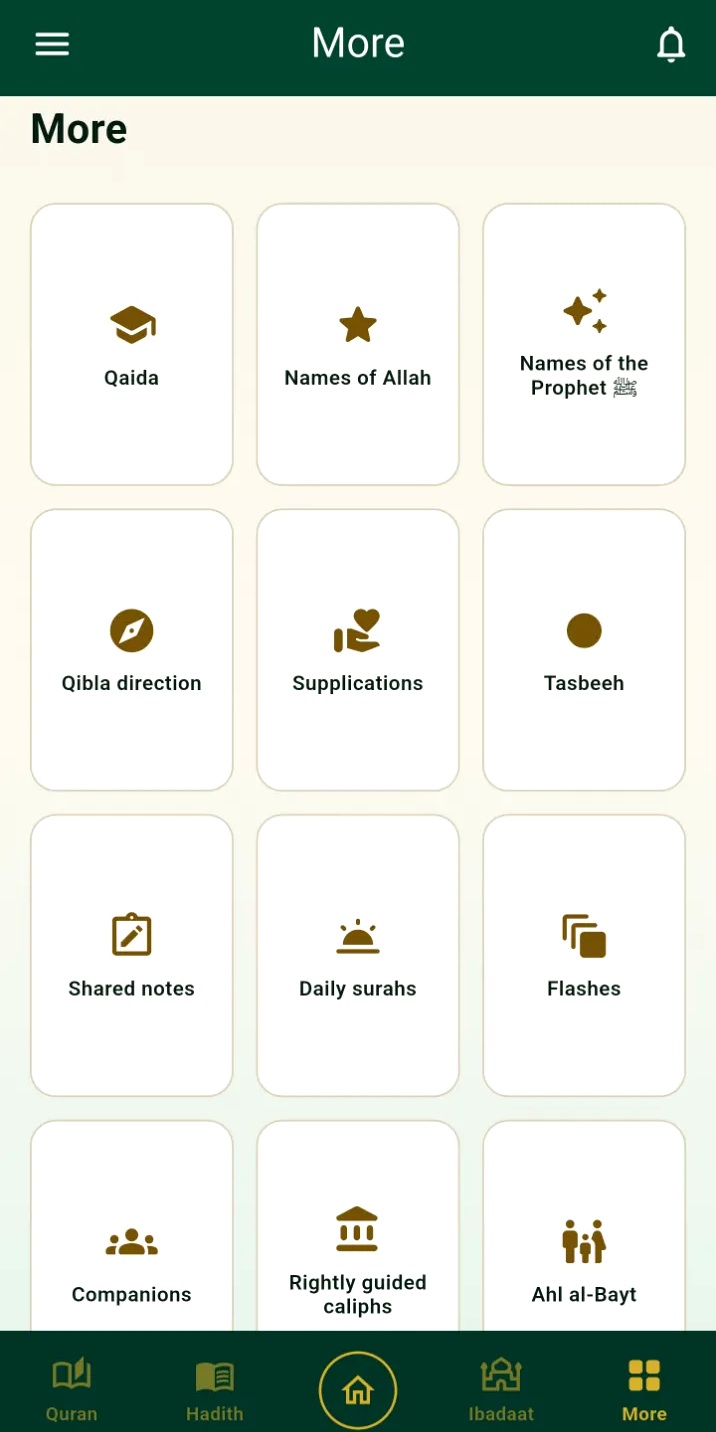 More
More
Qaida
Names of Allah
Names of the
Prophet ﷺ
Qibla direction
Supplications
Tasbeeh
Shared notes
Daily surahs
Flashes
Companions
Rightly guided
caliphs
Ahl al-Bayt
Quran
Hadith
Ibadaat
More